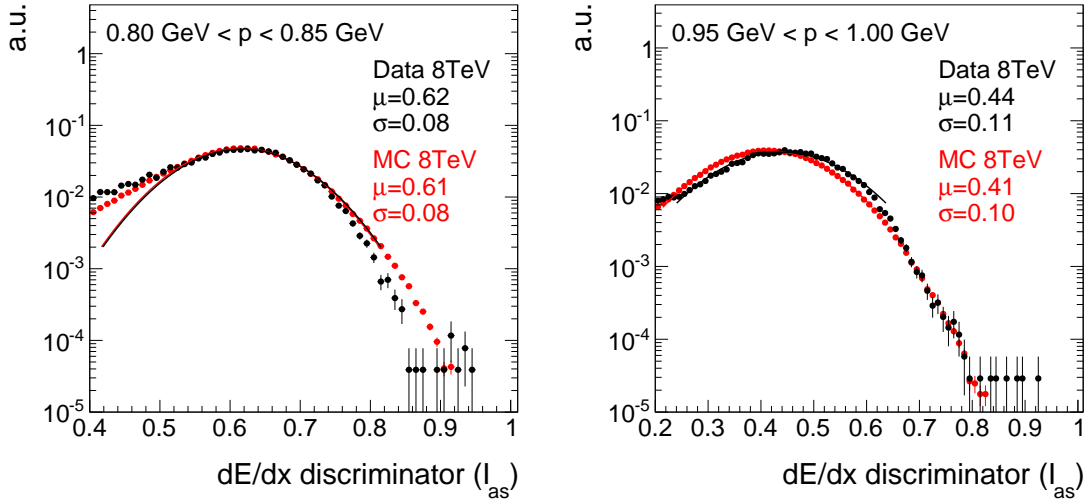 a.u.
0.80 GeV < p < 0.85 GeV
Data 8TeV
μ=0.62
σ=0.08
MC 8TeV
μ=0.61
σ=0.08
1
10^-1
10^-2
10^-3
10^-4
10^-5
0.4 0.5 0.6 0.7 0.8 0.9 1
dE/dx discriminator (I_as)
a.u.
0.95 GeV < p < 1.00 GeV
Data 8TeV
μ=0.44
σ=0.11
MC 8TeV
μ=0.41
σ=0.10
1
10^-1
10^-2
10^-3
10^-4
10^-5
0.2 0.3 0.4 0.5 0.6 0.7 0.8 0.9 1
dE/dx discriminator (I_as)